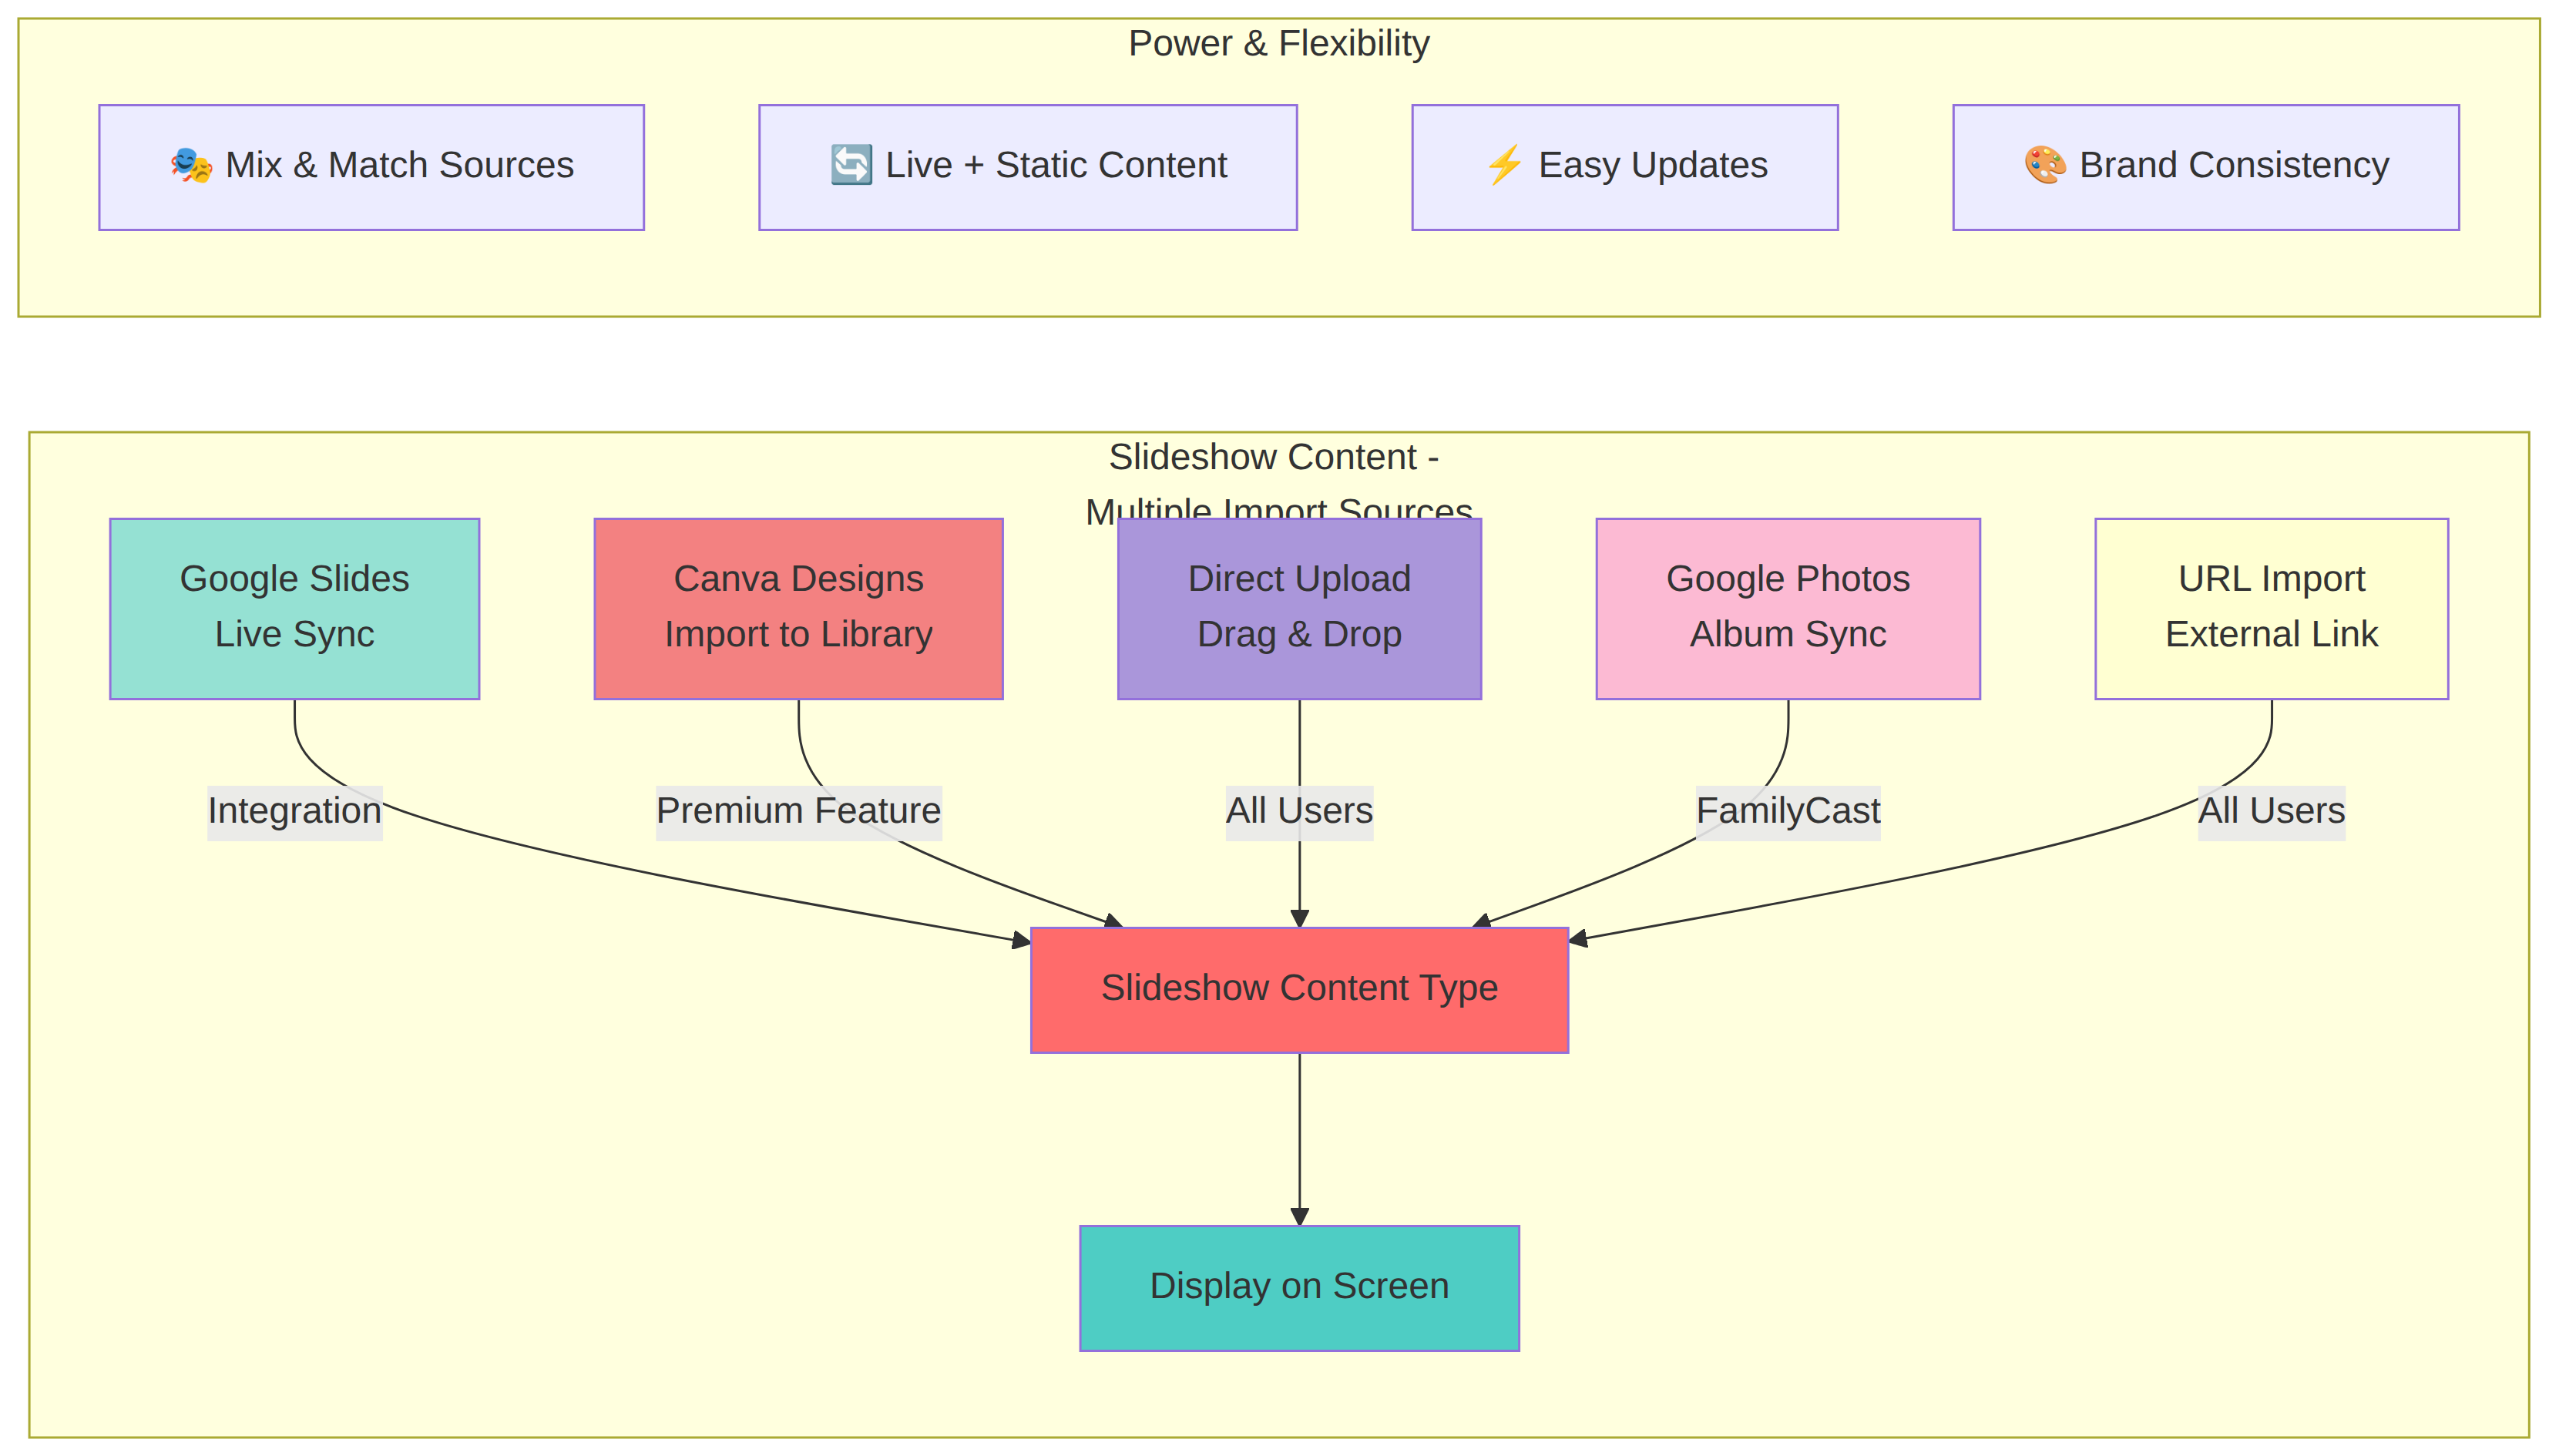 Power & Flexibility
🎭 Mix & Match Sources
🔄 Live + Static Content
⚡ Easy Updates
🎨 Brand Consistency
Slideshow Content -
Multiple Import Sources
Google Slides
Live Sync
Canva Designs
Import to Library
Direct Upload
Drag & Drop
Google Photos
Album Sync
URL Import
External Link
Integration
Premium Feature
All Users
FamilyCast
All Users
Slideshow Content Type
Display on Screen